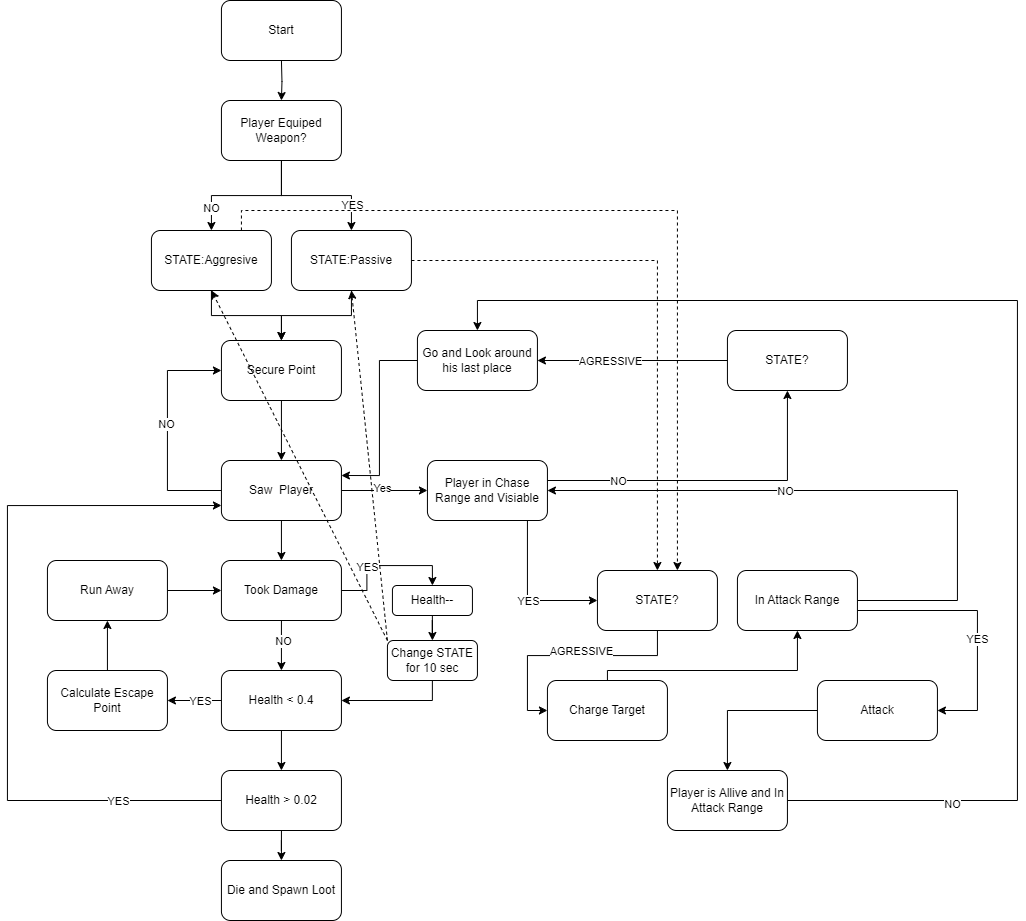 Start
Player Equiped
Weapon?
NO
YES
STATE:Aggresive
STATE:Passive
Secure Point
Go and Look around
his last place
AGRESSIVE
STATE?
NO
Saw Player
Yes
Player in Chase
Range and Visiable
NO
NO
Run Away
Took Damage
YES
Health--
YES
STATE?
In Attack Range
YES
NO
Change STATE
for 10 sec
AGRESSIVE
Calculate Escape
Point
YES
Health < 0.4
Charge Target
Attack
YES
Health > 0.02
Player is Allive and In
Attack Range
NO
Die and Spawn Loot